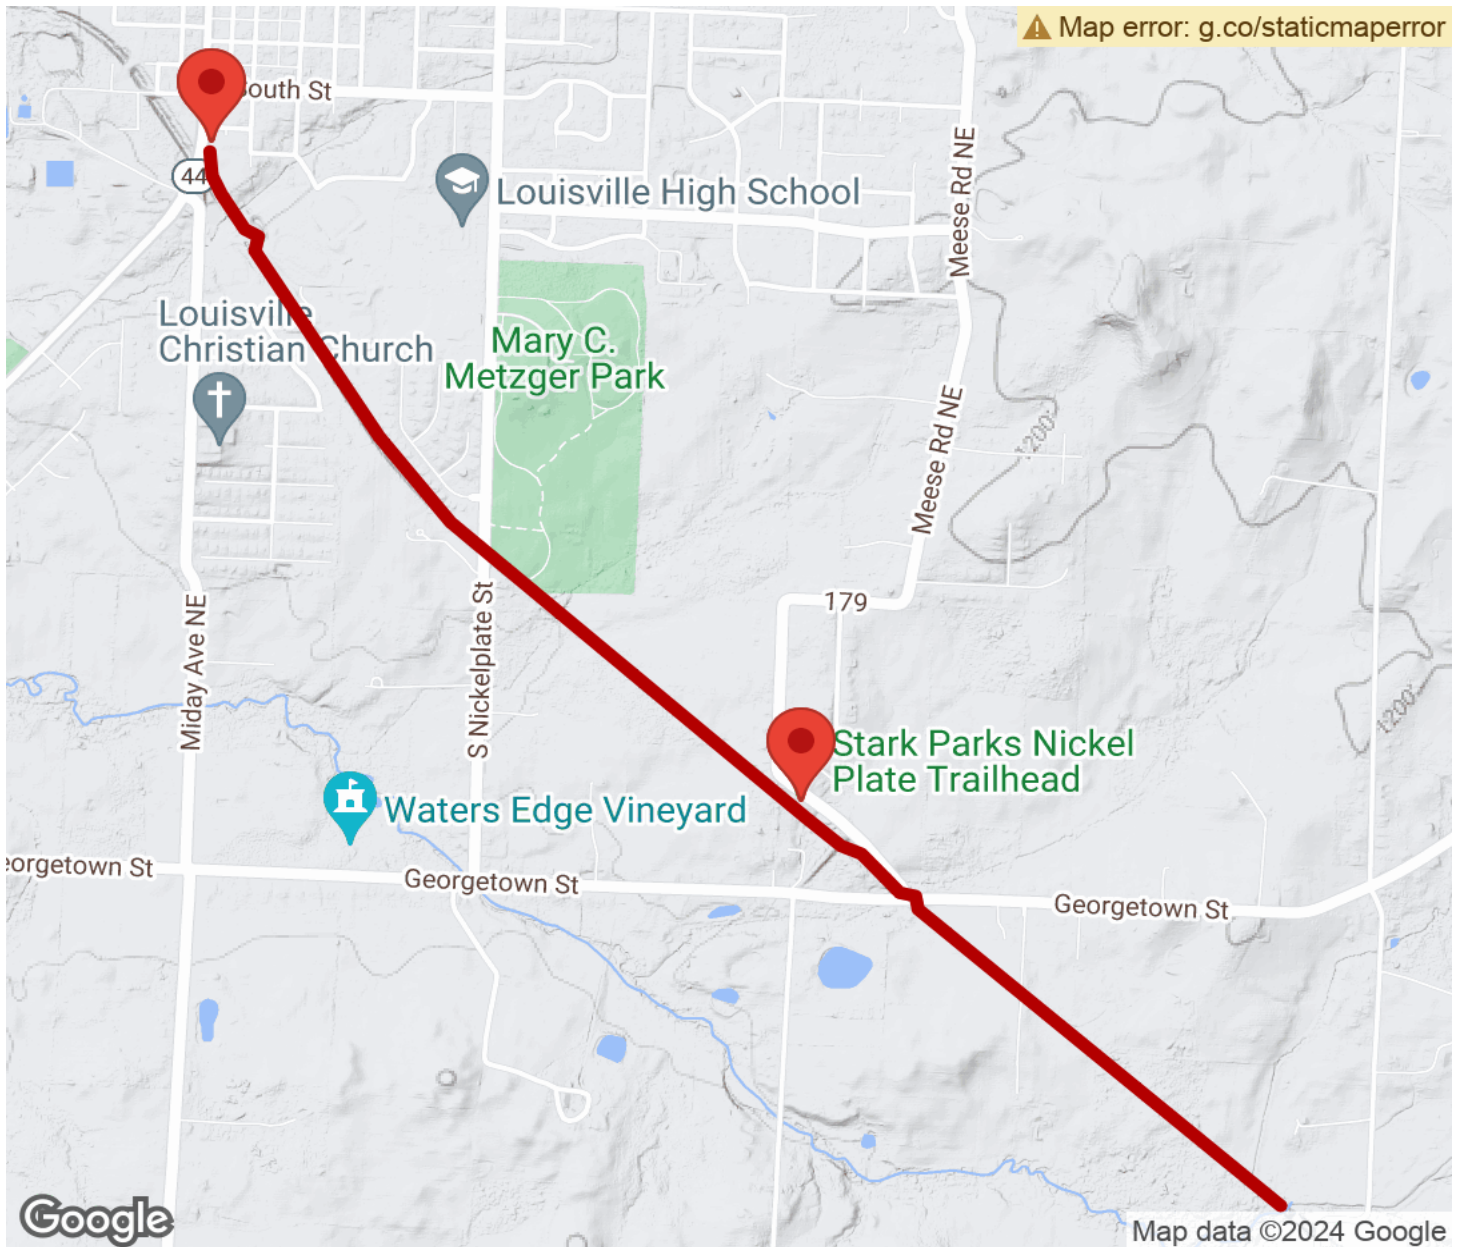 Map error: g.co/staticmaperror
South St
44
Louisville High School
Meese Rd NE
Louisville
Christian Church
Mary C.
Metzger Park
Meese Rd NE
1200'
179
Miday Ave NE
S Nickelplate St
1200'
Stark Parks Nickel
Plate Trailhead
Waters Edge Vineyard
eorgetown St
Georgetown St
Georgetown St
Google
Map data ©2024 Google